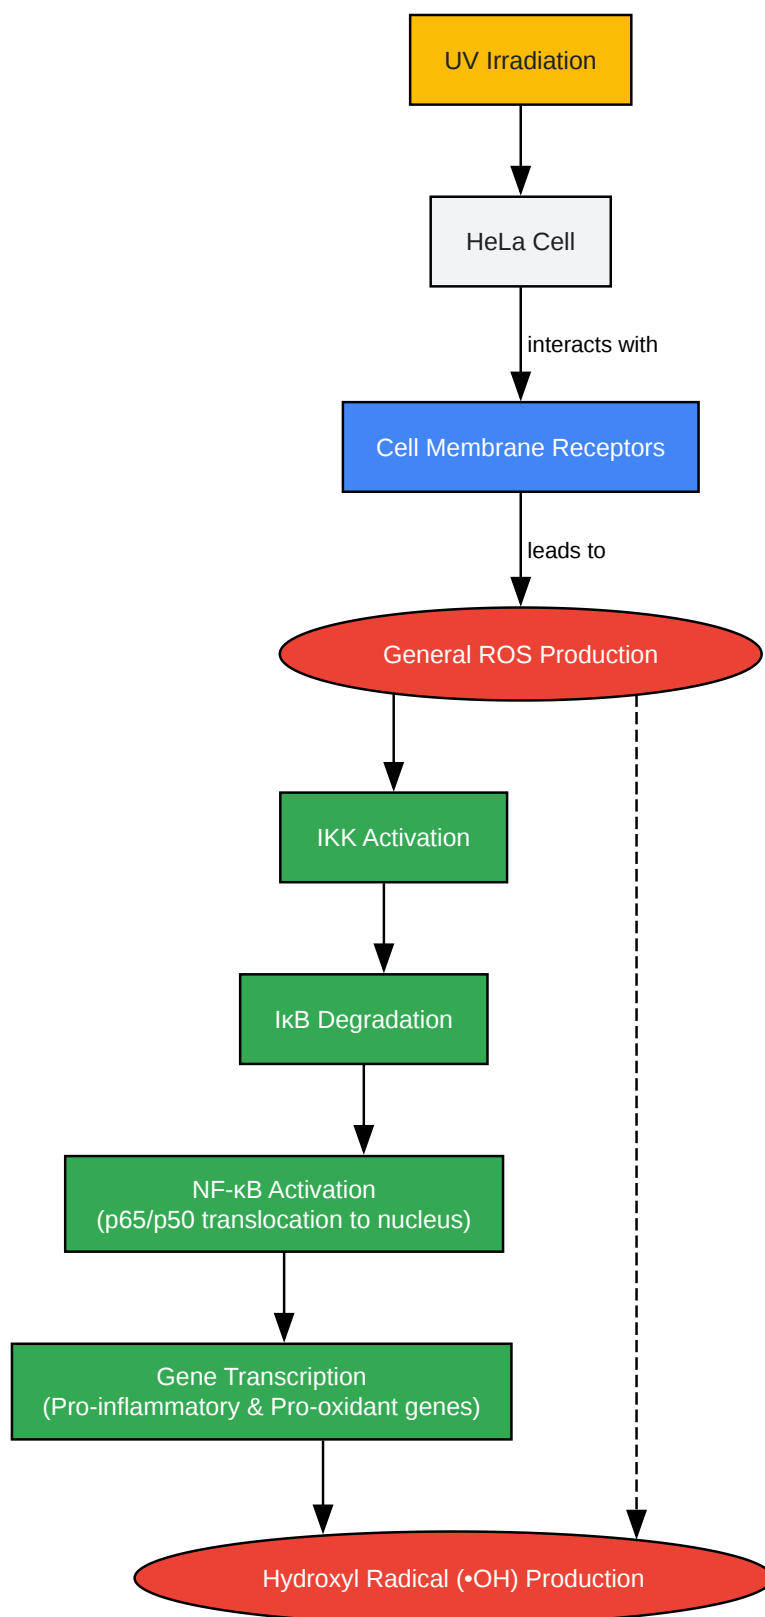 UV Irradiation
HeLa Cell
interacts with
Cell Membrane Receptors
leads to
General ROS Production
IKK Activation
IκB Degradation
NF-κB Activation
(p65/p50 translocation to nucleus)
Gene Transcription
(Pro-inflammatory & Pro-oxidant genes)
Hydroxyl Radical (•OH) Production